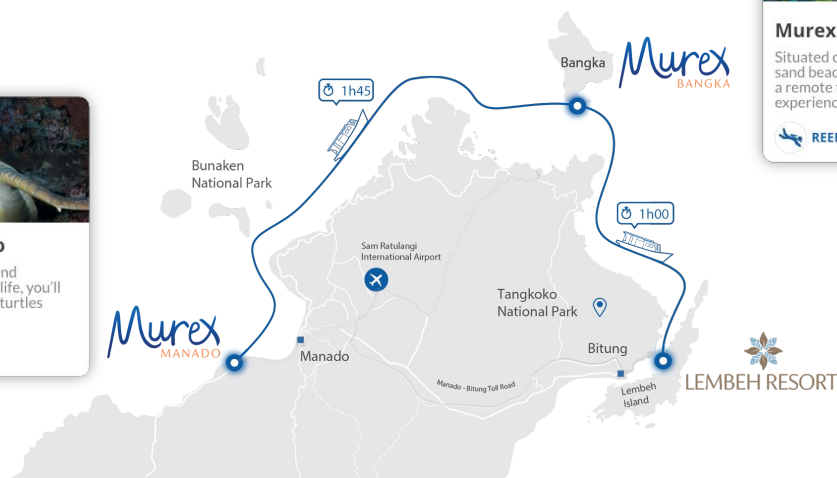 Murex
Situated o
sand beac
a remote
experienc
REE
Bangka
Murex
BANGKA
1h45
Bunaken
National Park
1h00
Sam Ratulangi
International Airport
Tangkoko
National Park
nd
life, you'll
turtles
Murex
MANADO
Manado
Bitung
Manado - Bitung Toll Road
Lembeh
Island
LEMBEH RESORT